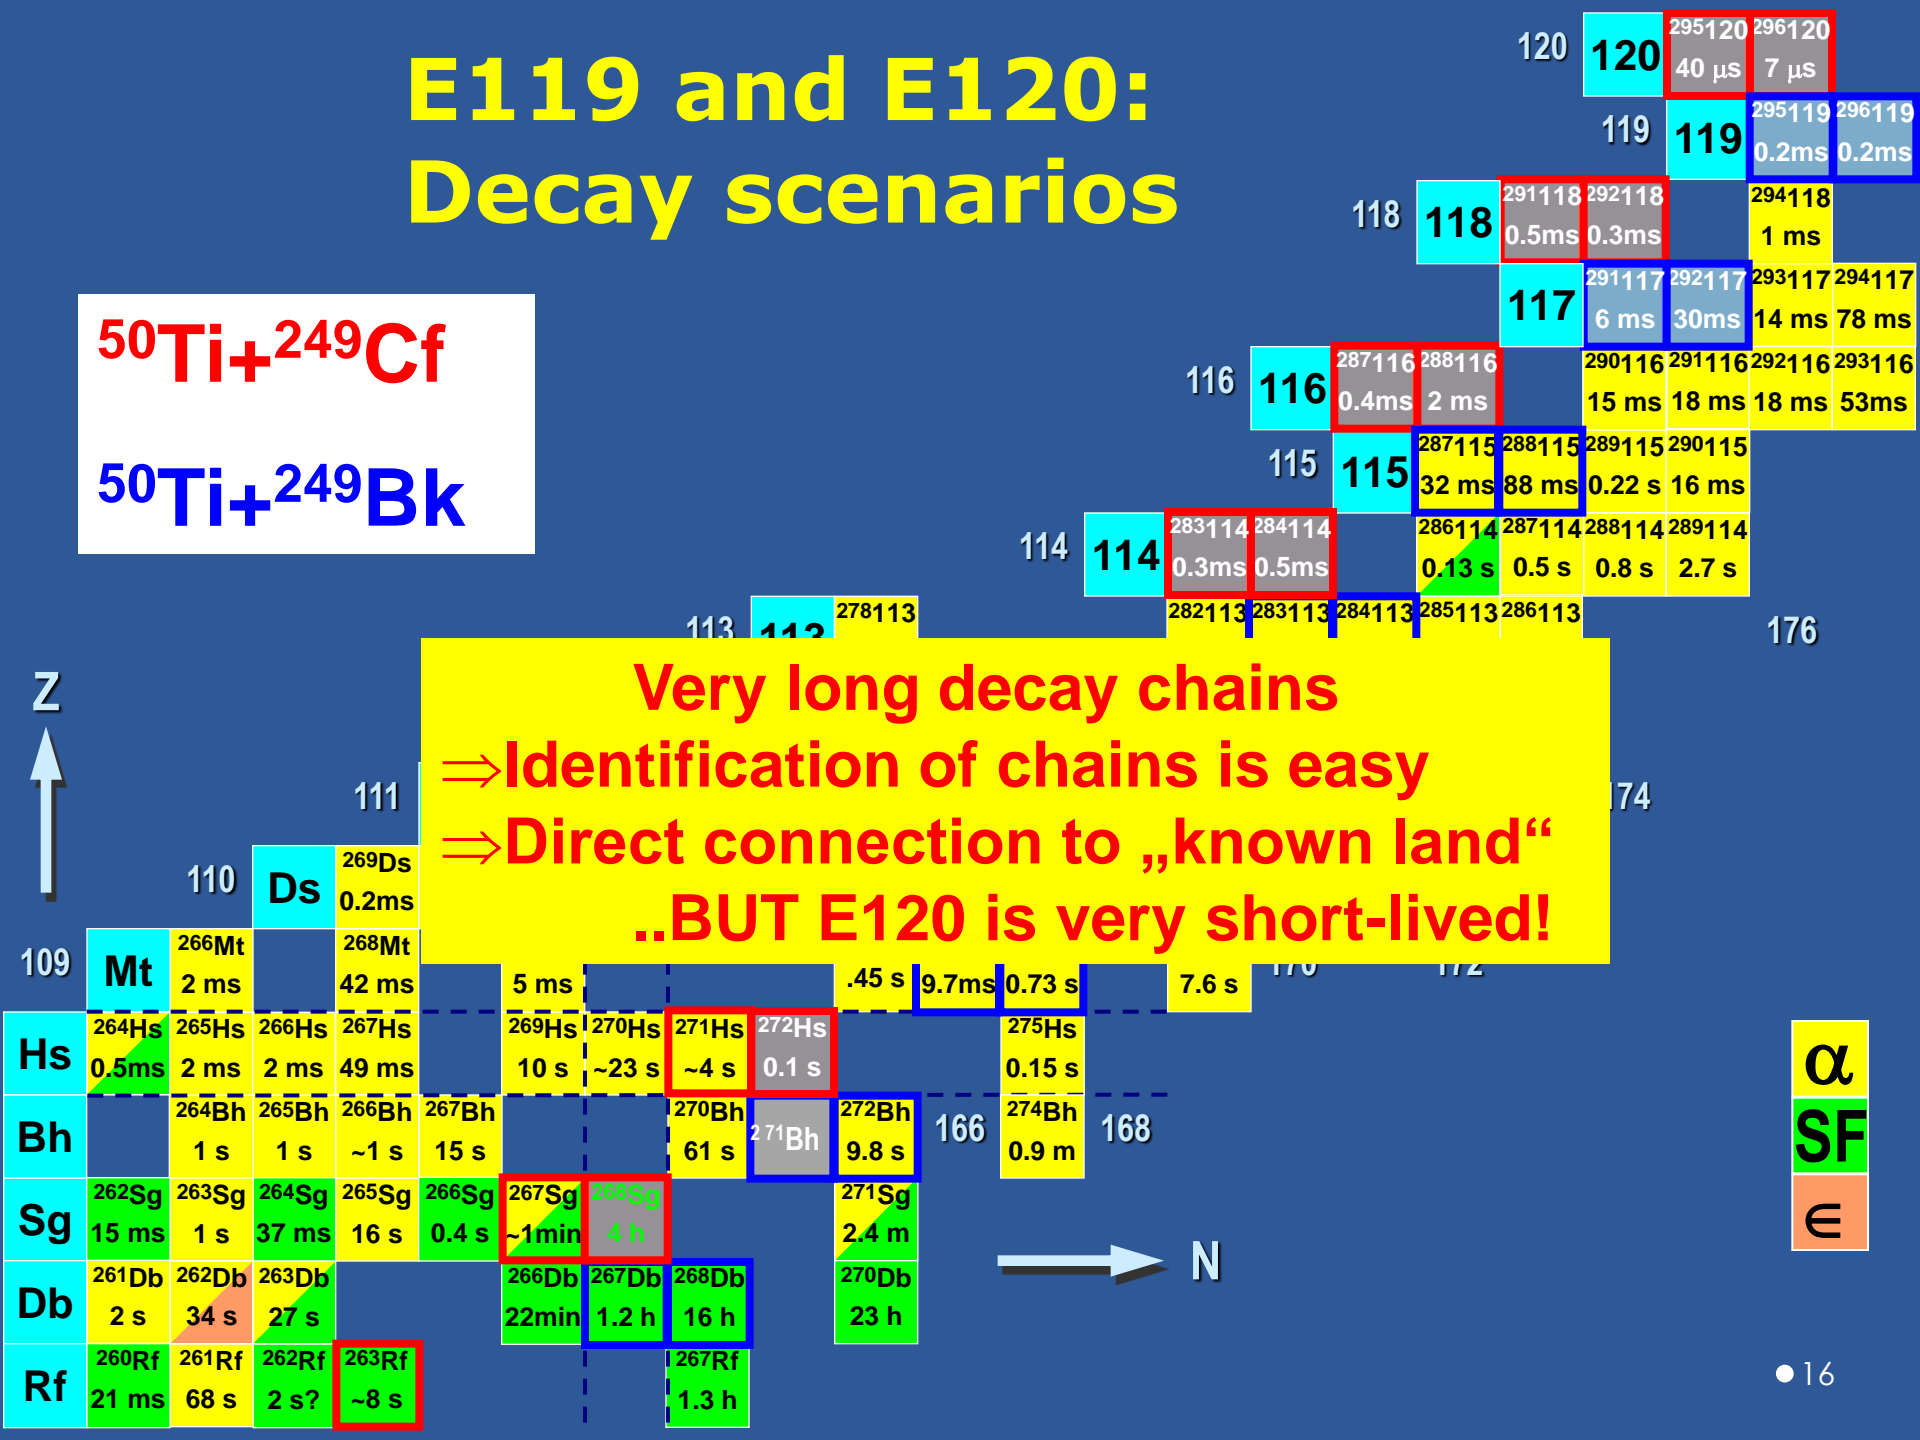 E119 and E120:
Decay scenarios
⁵⁰Ti+²⁴⁹Cf
⁵⁰Ti+²⁴⁹Bk
120 120 ²⁹⁵120 ²⁹⁶120
40 µs 7 µs
119 119 ²⁹⁵119 ²⁹⁶119
0.2ms 0.2ms
118 118 ²⁹¹118 ²⁹²118 ²⁹⁴118
0.5ms 0.3ms 1 ms
117 ²⁹¹117 ²⁹²117 ²⁹³117 ²⁹⁴117
6 ms 30ms 14 ms 78 ms
116 116 ²⁸⁷116 ²⁸⁸116 ²⁹⁰116 ²⁹¹116 ²⁹²116 ²⁹³116
0.4ms 2 ms 15 ms 18 ms 18 ms 53ms
115 115 ²⁸⁷115 ²⁸⁸115 ²⁸⁹115 ²⁹⁰115
32 ms 88 ms 0.22 s 16 ms
114 114 ²⁸³114 ²⁸⁴114 ²⁸⁶114 ²⁸⁷114 ²⁸⁸114 ²⁸⁹114
0.3ms 0.5ms 0.13 s 0.5 s 0.8 s 2.7 s
113 113 ²⁷⁸113 ²⁸²113 ²⁸³113 ²⁸⁴113 ²⁸⁵113 ²⁸⁶113
176
Z
Very long decay chains
⇒Identification of chains is easy
⇒Direct connection to „known land“
..BUT E120 is very short-lived!
111 174
110 Ds ²⁶⁹Ds
0.2ms
109 Mt ²⁶⁶Mt ²⁶⁸Mt 170 172
2 ms 42 ms 5 ms .45 s 9.7ms 0.73 s 7.6 s
Hs ²⁶⁴Hs ²⁶⁵Hs ²⁶⁶Hs ²⁶⁷Hs ²⁶⁹Hs ²⁷⁰Hs ²⁷¹Hs ²⁷²Hs ²⁷⁵Hs
0.5ms 2 ms 2 ms 49 ms 10 s ~23 s ~4 s 0.1 s 0.15 s
Bh ²⁶⁴Bh ²⁶⁵Bh ²⁶⁶Bh ²⁶⁷Bh ²⁷⁰Bh ²⁷¹Bh ²⁷²Bh 166 ²⁷⁴Bh 168
1 s 1 s ~1 s 15 s 61 s 9.8 s 0.9 m
Sg ²⁶²Sg ²⁶³Sg ²⁶⁴Sg ²⁶⁵Sg ²⁶⁶Sg ²⁶⁷Sg ²⁶⁸Sg ²⁷¹Sg
15 ms 1 s 37 ms 16 s 0.4 s ~1min 4 h 2.4 m
N
Db ²⁶¹Db ²⁶²Db ²⁶³Db ²⁶⁶Db ²⁶⁷Db ²⁶⁸Db ²⁷⁰Db
2 s 34 s 27 s 22min 1.2 h 16 h 23 h
Rf ²⁶⁰Rf ²⁶¹Rf ²⁶²Rf ²⁶³Rf ²⁶⁷Rf
21 ms 68 s 2 s? ~8 s 1.3 h
α
SF
∈
●16